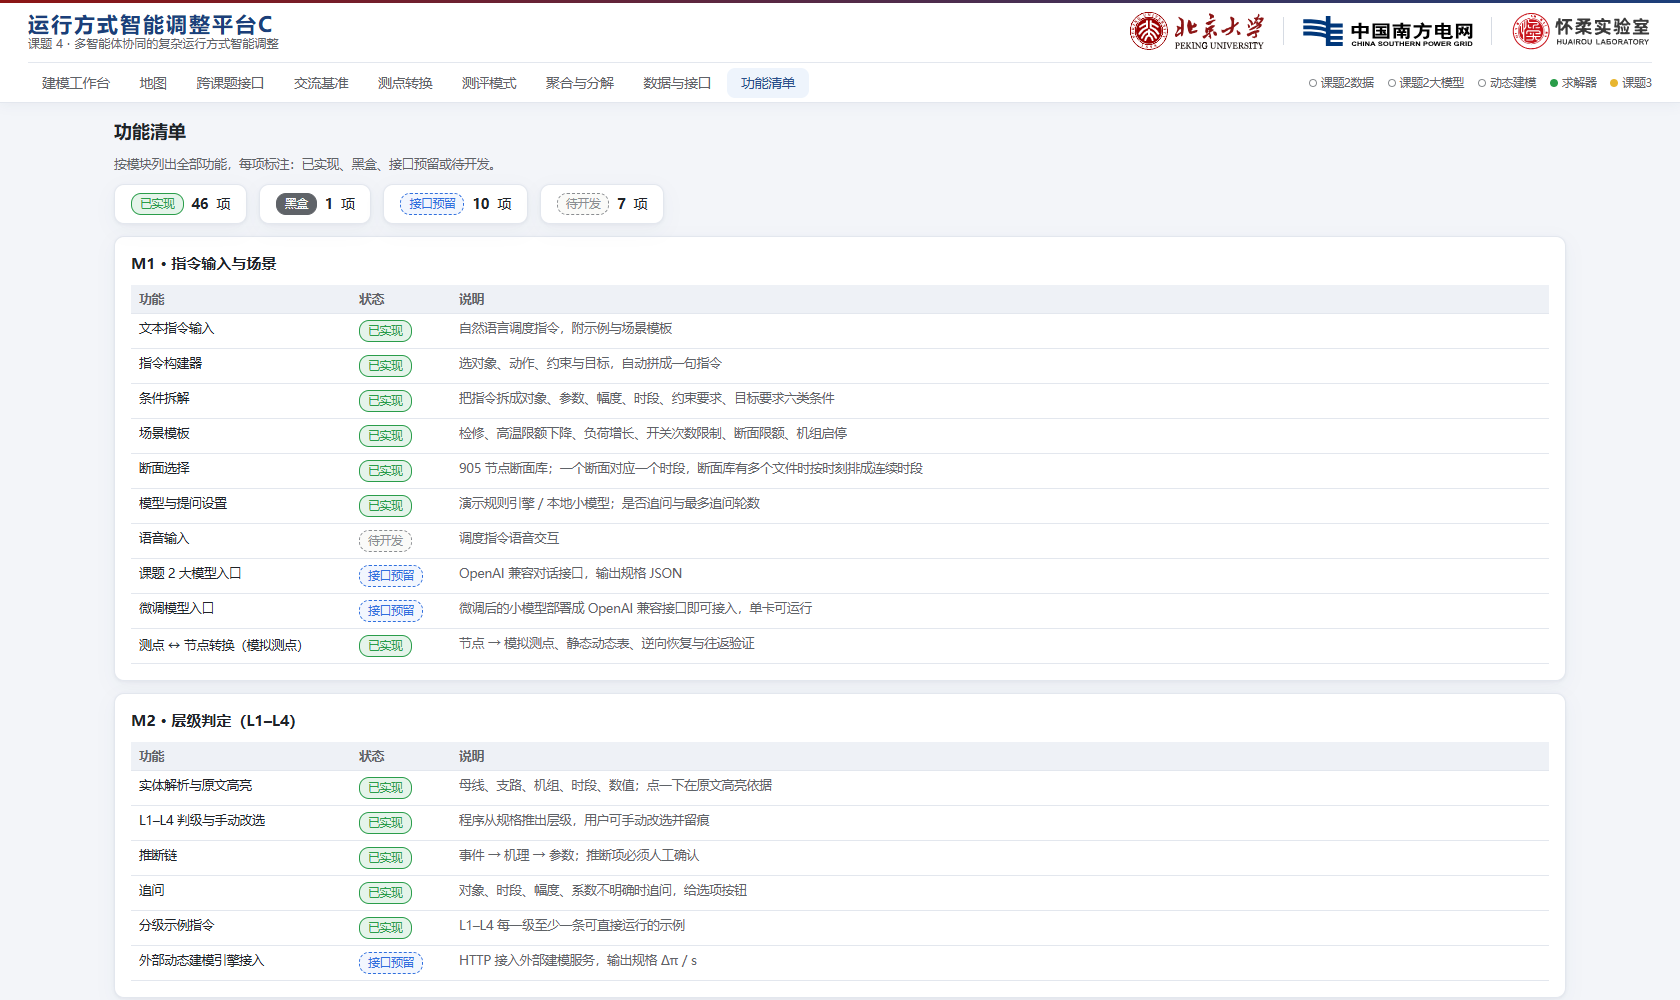 运行方式智能调整平台C
课题 4 · 多智能体协同的复杂运行方式智能调整
北京大学
PEKING UNIVERSITY
中国南方电网
CHINA SOUTHERN POWER GRID
怀柔实验室
HUAIROU LABORATORY
建模工作台 地图 跨课题接口 交流基准 测点转换 测评模式 聚合与分解 数据与接口 功能清单
课题2数据 课题2大模型 动态建模 求解器 课题3
功能清单
按模块列出全部功能，每项标注：已实现、黑盒、接口预留或待开发。
已实现 46 项 黑盒 1 项 接口预留 10 项 待开发 7 项
M1 · 指令输入与场景
功能 状态 说明
文本指令输入 已实现 自然语言调度指令，附示例与场景模板
指令构建器 已实现 选对象、动作、约束与目标，自动拼成一句指令
条件拆解 已实现 把指令拆成对象、参数、幅度、时段、约束要求、目标要求六类条件
场景模板 已实现 检修、高温限额下降、负荷增长、开关次数限制、断面限额、机组启停
断面选择 已实现 905 节点断面库；一个断面对应一个时段，断面库有多个文件时按时刻排成连续时段
模型与提问设置 已实现 演示规则引擎 / 本地小模型；是否追问与最多追问轮数
语音输入 待开发 调度指令语音交互
课题 2 大模型入口 接口预留 OpenAI 兼容对话接口，输出规格 JSON
微调模型入口 接口预留 微调后的小模型部署成 OpenAI 兼容接口即可接入，单卡可运行
测点 ↔ 节点转换（模拟测点） 已实现 节点 → 模拟测点、静态动态表、逆向恢复与往返验证
M2 · 层级判定（L1–L4）
功能 状态 说明
实体解析与原文高亮 已实现 母线、支路、机组、时段、数值；点一下在原文高亮依据
L1–L4 判级与手动改选 已实现 程序从规格推出层级，用户可手动改选并留痕
推断链 已实现 事件 → 机理 → 参数；推断项必须人工确认
追问 已实现 对象、时段、幅度、系数不明确时追问，给选项按钮
分级示例指令 已实现 L1–L4 每一级至少一条可直接运行的示例
外部动态建模引擎接入 接口预留 HTTP 接入外部建模服务，输出规格 Δπ / s